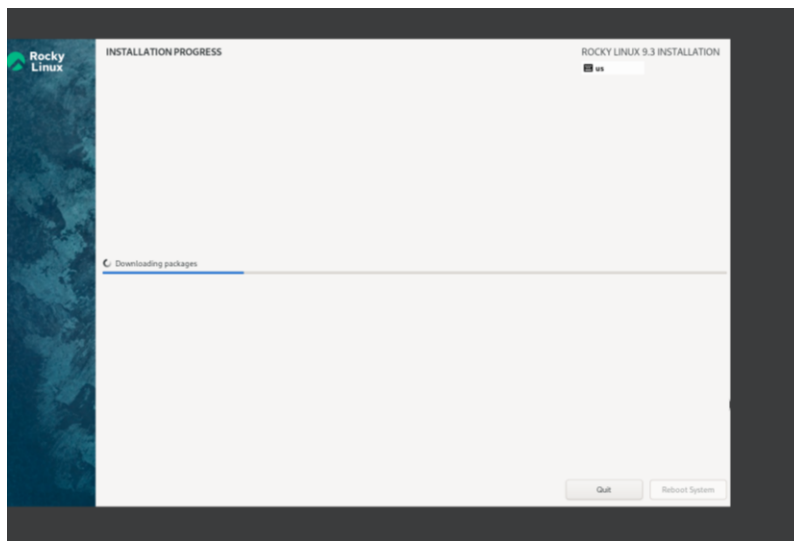 Rocky
Linux
INSTALLATION PROGRESS
ROCKY LINUX 9.3 INSTALLATION
us
Downloading packages
Quit
Reboot System